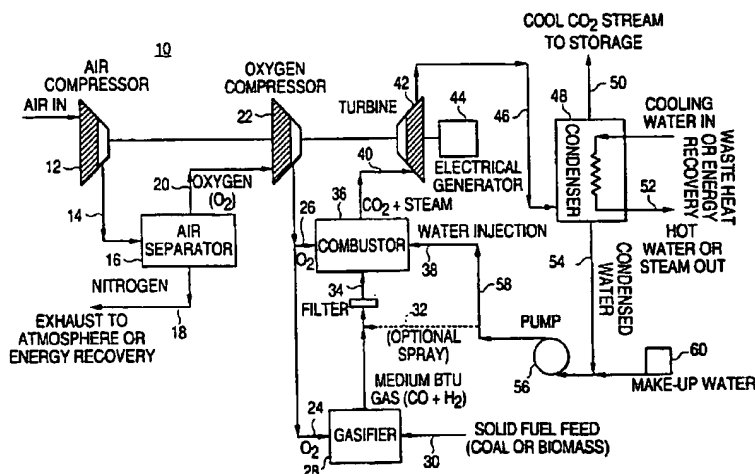 10
AIR
COMPRESSOR
AIR IN
12
14
OXYGEN
COMPRESSOR
22
20
OXYGEN
(O2)
AIR
SEPARATOR
16
NITROGEN
EXHAUST TO
ATMOSPHERE OR
ENERGY RECOVERY
18
TURBINE
42
44
ELECTRICAL
GENERATOR
40
36
CO2 + STEAM
26
O2
COMBUSTOR
WATER INJECTION
38
34
FILTER
32
(OPTIONAL
SPRAY)
58
MEDIUM BTU
GAS (CO + H2)
24
O2
GASIFIER
28
SOLID FUEL FEED
(COAL OR BIOMASS)
30
PUMP
56
COOL CO2 STREAM
TO STORAGE
50
48
46
CONDENSER
COOLING
WATER IN
WASTE HEAT
OR ENERGY
RECOVERY
52
HOT
WATER OR
STEAM OUT
54
CONDENSED
WATER
60
MAKE-UP WATER